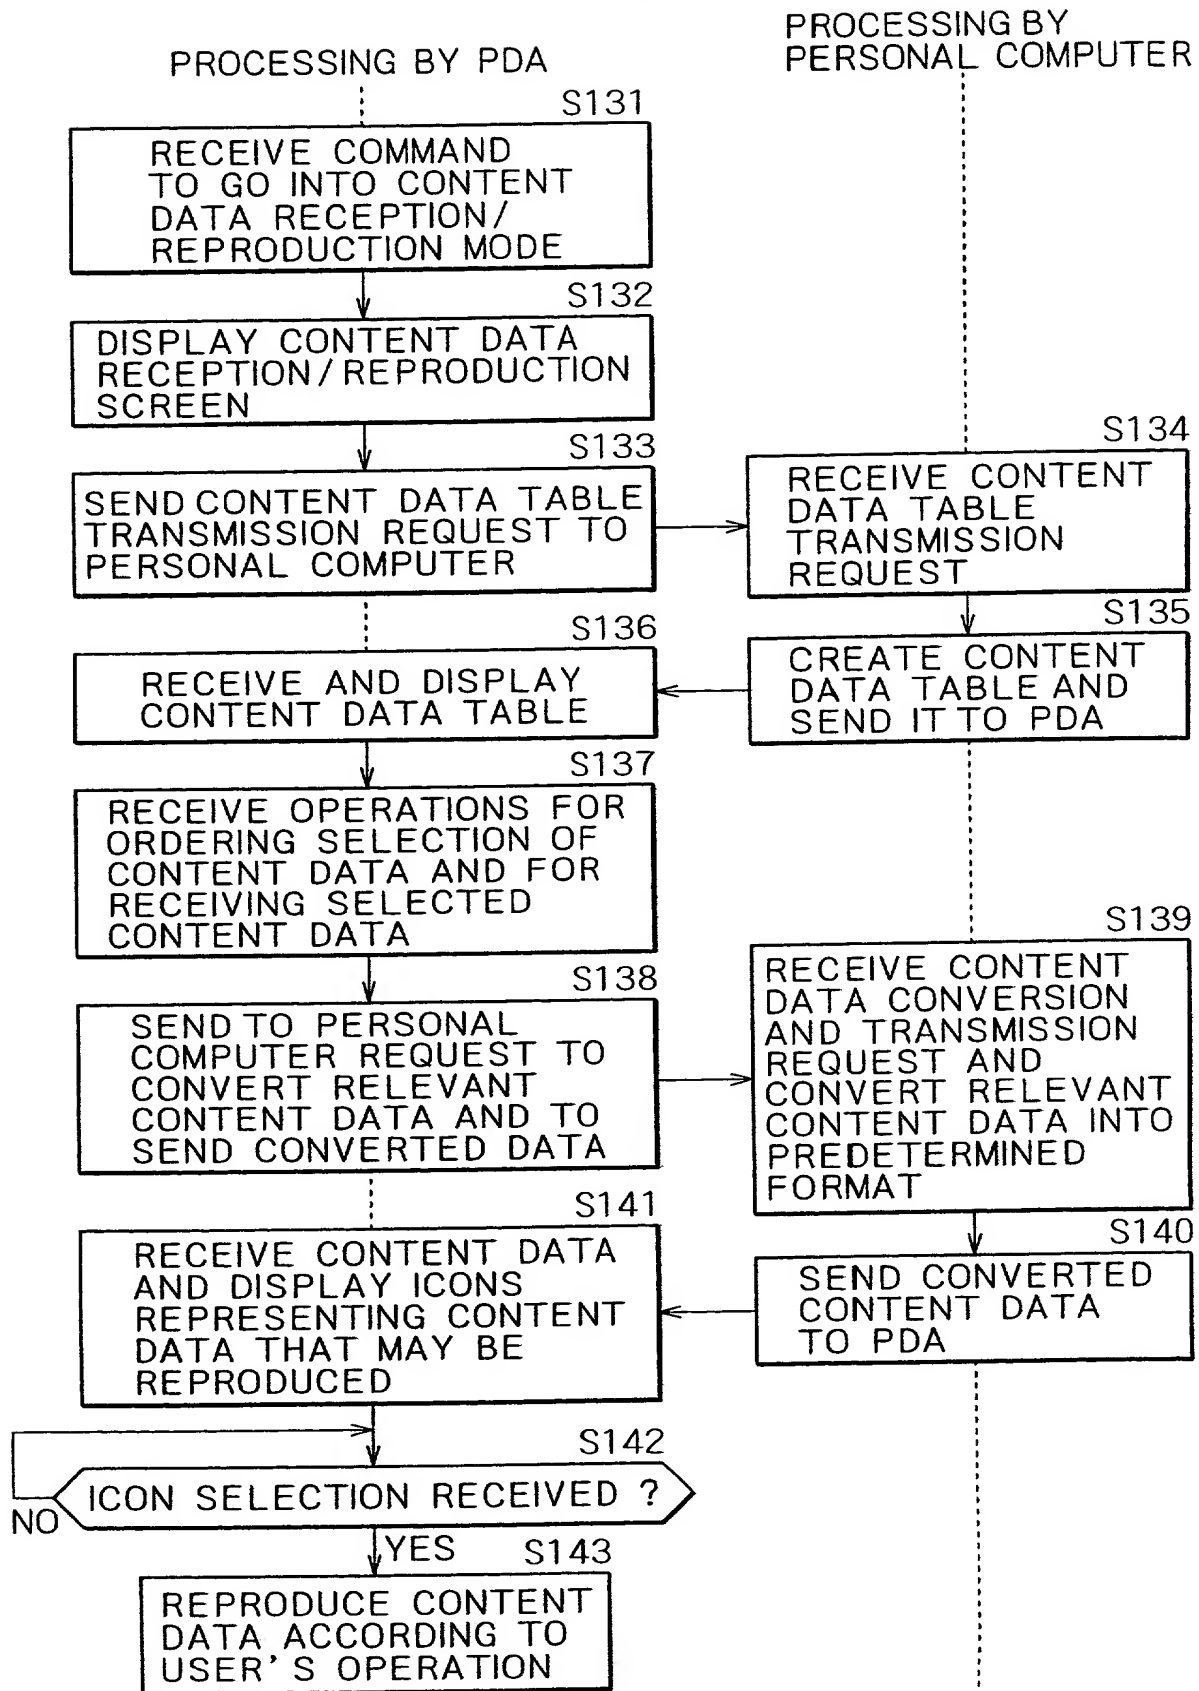 PROCESSING BY PDA
PROCESSING BY
PERSONAL COMPUTER
S131
RECEIVE COMMAND
TO GO INTO CONTENT
DATA RECEPTION/
REPRODUCTION MODE
S132
DISPLAY CONTENT DATA
RECEPTION/REPRODUCTION
SCREEN
S133
SEND CONTENT DATA TABLE
TRANSMISSION REQUEST TO
PERSONAL COMPUTER
S134
RECEIVE CONTENT
DATA TABLE
TRANSMISSION
REQUEST
S135
CREATE CONTENT
DATA TABLE AND
SEND IT TO PDA
S136
RECEIVE AND DISPLAY
CONTENT DATA TABLE
S137
RECEIVE OPERATIONS FOR
ORDERING SELECTION OF
CONTENT DATA AND FOR
RECEIVING SELECTED
CONTENT DATA
S138
SEND TO PERSONAL
COMPUTER REQUEST TO
CONVERT RELEVANT
CONTENT DATA AND TO
SEND CONVERTED DATA
S139
RECEIVE CONTENT
DATA CONVERSION
AND TRANSMISSION
REQUEST AND
CONVERT RELEVANT
CONTENT DATA INTO
PREDETERMINED
FORMAT
S140
SEND CONVERTED
CONTENT DATA
TO PDA
S141
RECEIVE CONTENT DATA
AND DISPLAY ICONS
REPRESENTING CONTENT
DATA THAT MAY BE
REPRODUCED
S142
ICON SELECTION RECEIVED ?
NO
YES
S143
REPRODUCE CONTENT
DATA ACCORDING TO
USER'S OPERATION